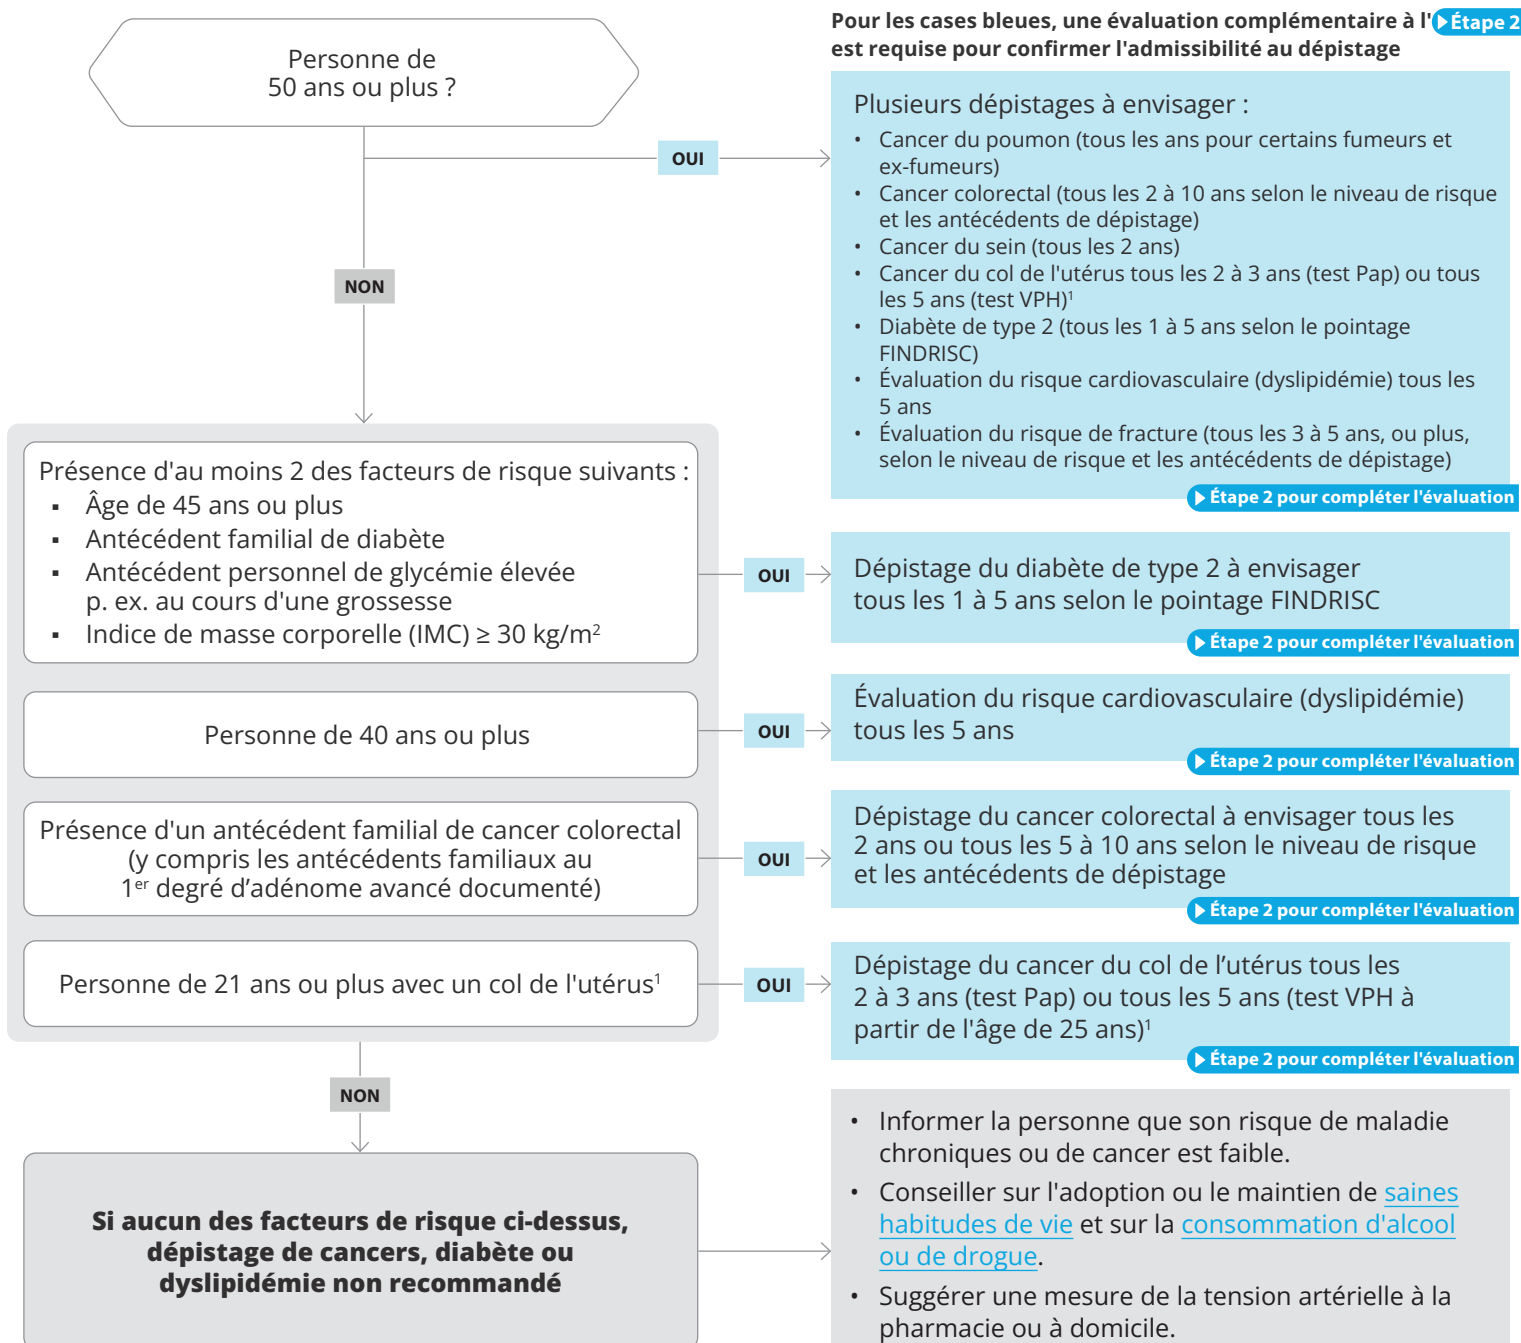 Personne de
50 ans ou plus ?
Pour les cases bleues, une évaluation complémentaire à l'Étape 2
est requise pour confirmer l'admissibilité au dépistage
OUI
Plusieurs dépistages à envisager :
• Cancer du poumon (tous les ans pour certains fumeurs et
ex-fumeurs)
• Cancer colorectal (tous les 2 à 10 ans selon le niveau de risque
et les antécédents de dépistage)
• Cancer du sein (tous les 2 ans)
• Cancer du col de l'utérus tous les 2 à 3 ans (test Pap) ou tous
les 5 ans (test VPH)¹
• Diabète de type 2 (tous les 1 à 5 ans selon le pointage
FINDRISC)
• Évaluation du risque cardiovasculaire (dyslipidémie) tous les
5 ans
• Évaluation du risque de fracture (tous les 3 à 5 ans, ou plus,
selon le niveau de risque et les antécédents de dépistage)
Étape 2 pour compléter l'évaluation
NON
Présence d'au moins 2 des facteurs de risque suivants :
▪ Âge de 45 ans ou plus
▪ Antécédent familial de diabète
▪ Antécédent personnel de glycémie élevée
p. ex. au cours d'une grossesse
▪ Indice de masse corporelle (IMC) ≥ 30 kg/m²
OUI
Dépistage du diabète de type 2 à envisager
tous les 1 à 5 ans selon le pointage FINDRISC
Étape 2 pour compléter l'évaluation
Personne de 40 ans ou plus
OUI
Évaluation du risque cardiovasculaire (dyslipidémie)
tous les 5 ans
Étape 2 pour compléter l'évaluation
Présence d'un antécédent familial de cancer colorectal
(y compris les antécédents familiaux au
1er degré d’adénome avancé documenté)
OUI
Dépistage du cancer colorectal à envisager tous les
2 ans ou tous les 5 à 10 ans selon le niveau de risque
et les antécédents de dépistage
Étape 2 pour compléter l'évaluation
Personne de 21 ans ou plus avec un col de l'utérus¹
OUI
Dépistage du cancer du col de l’utérus tous les
2 à 3 ans (test Pap) ou tous les 5 ans (test VPH à
partir de l'âge de 25 ans)¹
Étape 2 pour compléter l'évaluation
NON
Si aucun des facteurs de risque ci-dessus,
dépistage de cancers, diabète ou
dyslipidémie non recommandé
• Informer la personne que son risque de maladie
chroniques ou de cancer est faible.
• Conseiller sur l'adoption ou le maintien de saines
habitudes de vie et sur la consommation d'alcool
ou de drogue.
• Suggérer une mesure de la tension artérielle à la
pharmacie ou à domicile.